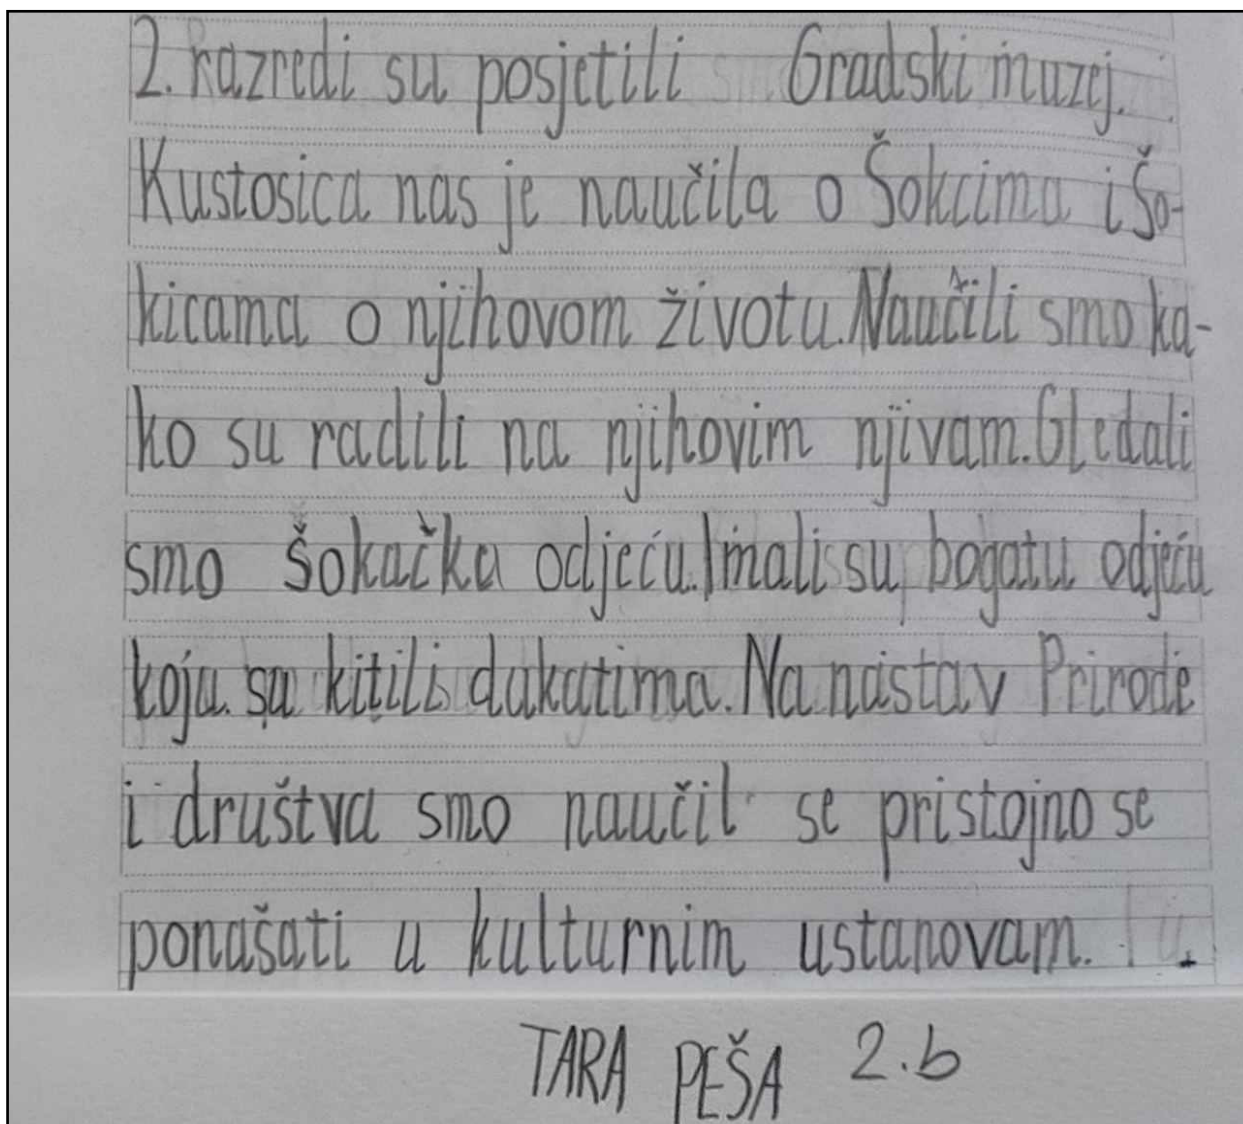 2. razredi su posjetili Gradski muzej.
Kustosica nas je naučila o Šokcima i Šo-
kicama o njihovom životu. Naučili smo ka-
ko su radili na njihovim njivam. Gledali
smo Šokačka odjeću. Imali su bogatu odjeću
koja su kitili dukatima. Na nastav Prirode
i društva smo naučil se pristojno se
ponašati u kulturnim ustanovam.
TARA PEŠA 2.b